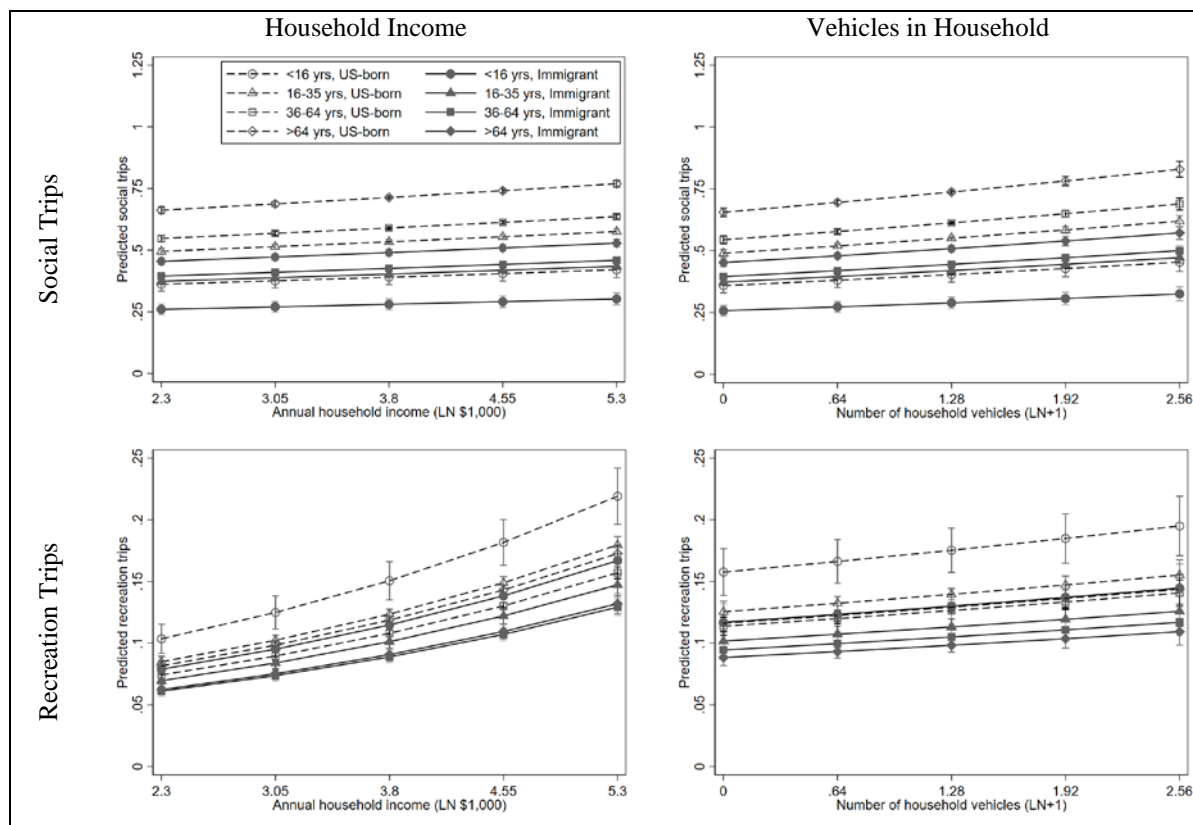 Household Income
Vehicles in Household
Social Trips
Predicted social trips
1.25
1
.75
.5
.25
0
<16 yrs, US-born
<16 yrs, Immigrant
16-35 yrs, US-born
16-35 yrs, Immigrant
36-64 yrs, US-born
36-64 yrs, Immigrant
>64 yrs, US-born
>64 yrs, Immigrant
2.3 3.05 3.8 4.55 5.3
Annual household income (LN $1,000)
Predicted social trips
1.25
1
.75
.5
.25
0
0 .64 1.28 1.92 2.56
Number of household vehicles (LN+1)
Recreation Trips
Predicted recreation trips
.25
.2
.15
.1
.05
0
2.3 3.05 3.8 4.55 5.3
Annual household income (LN $1,000)
Predicted recreation trips
.25
.2
.15
.1
.05
0
0 .64 1.28 1.92 2.56
Number of household vehicles (LN+1)